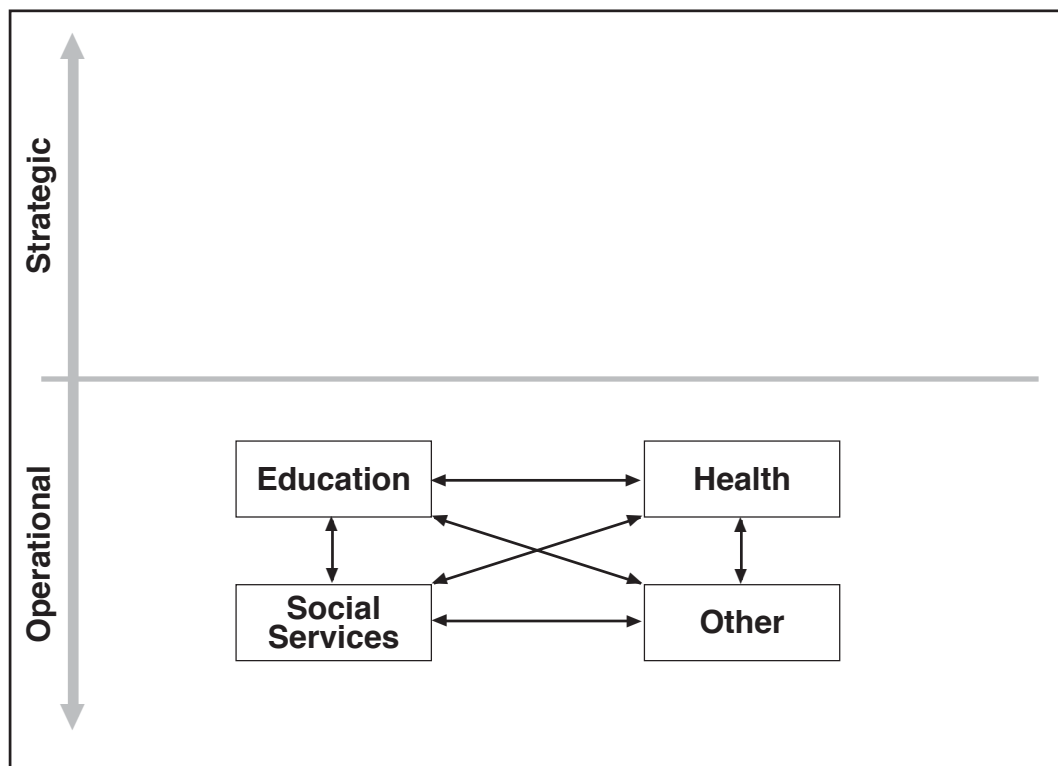 Strategic
Operational
Education
Health
Social
Services
Other